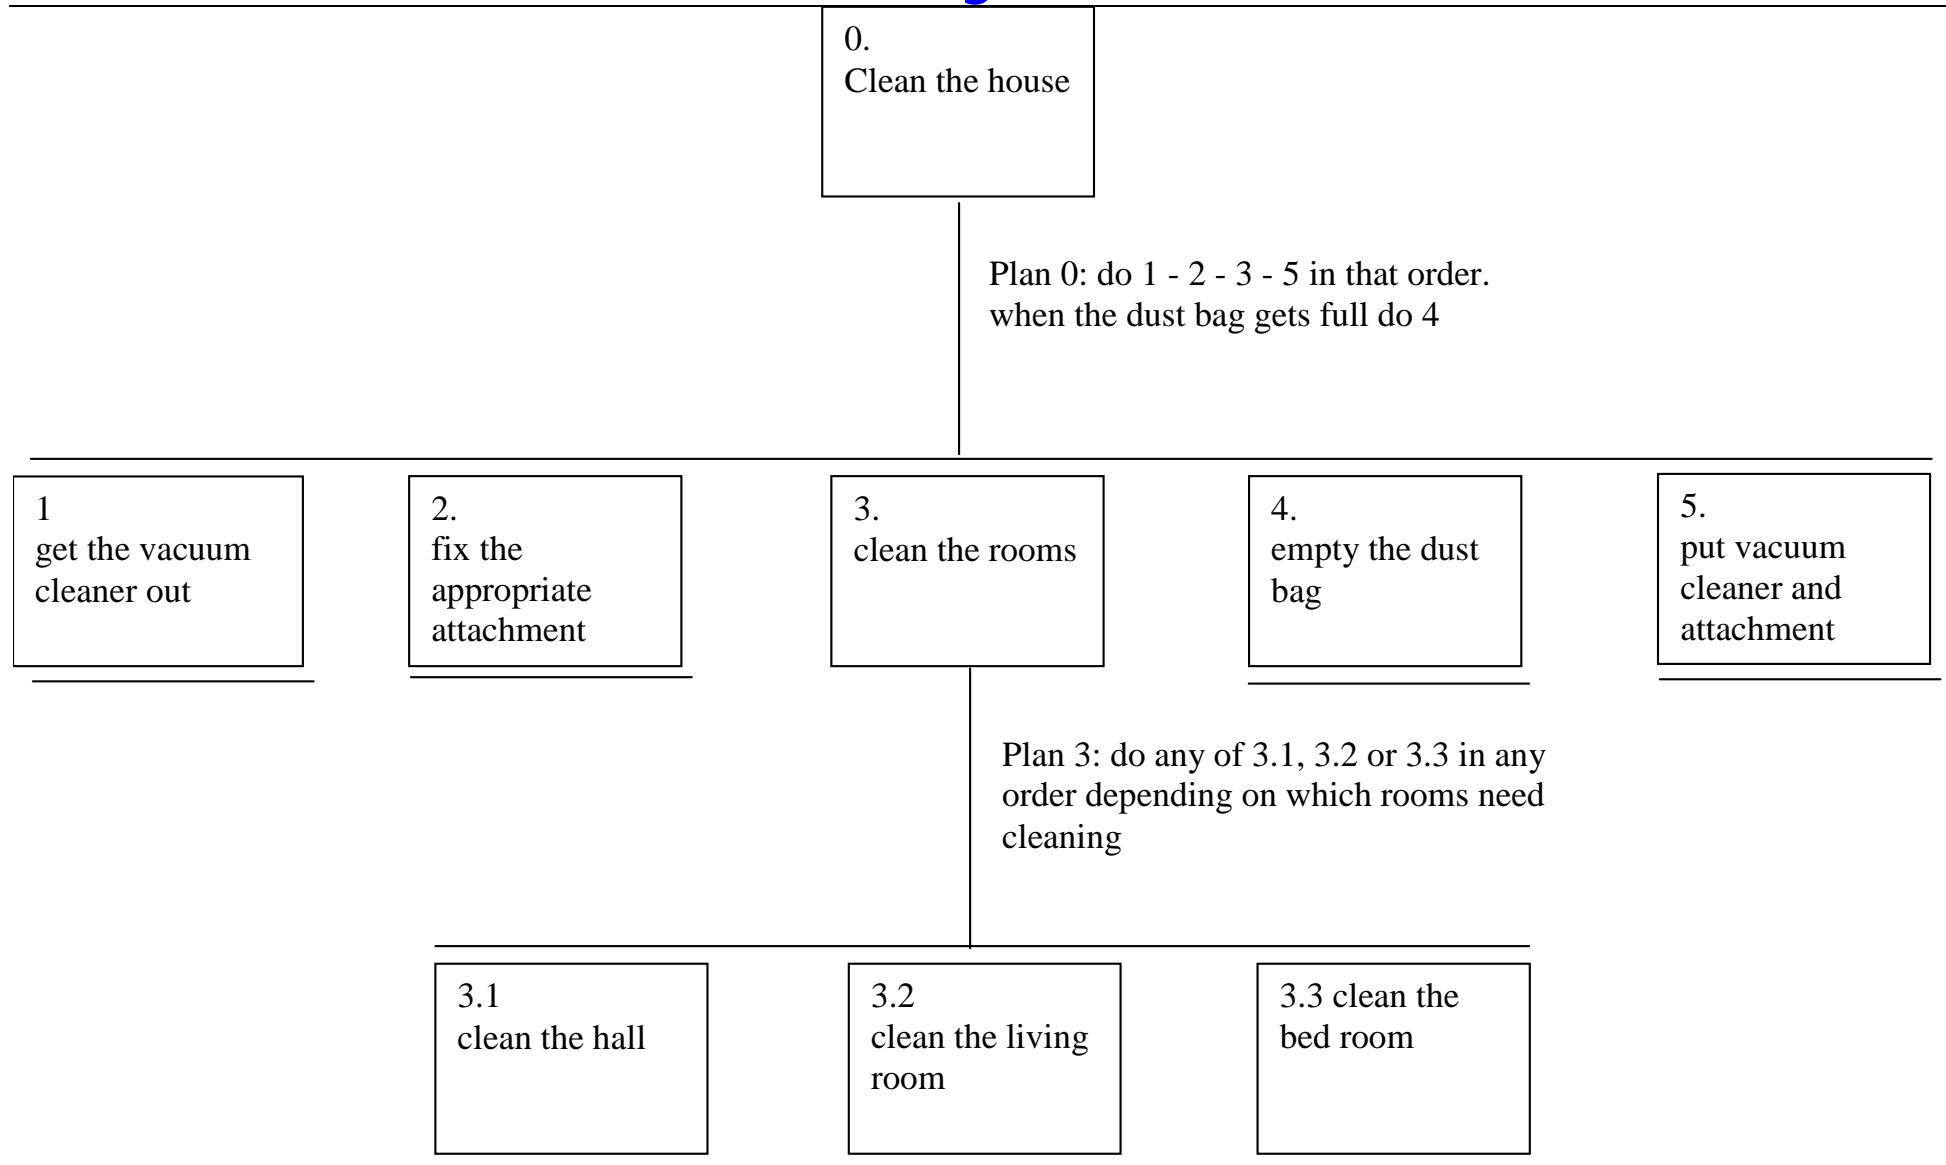 0.
Clean the house
Plan 0: do 1 - 2 - 3 - 5 in that order.
when the dust bag gets full do 4
1
get the vacuum
cleaner out
2.
fix the
appropriate
attachment
3.
clean the rooms
4.
empty the dust
bag
5.
put vacuum
cleaner and
attachment
Plan 3: do any of 3.1, 3.2 or 3.3 in any
order depending on which rooms need
cleaning
3.1
clean the hall
3.2
clean the living
room
3.3 clean the
bed room